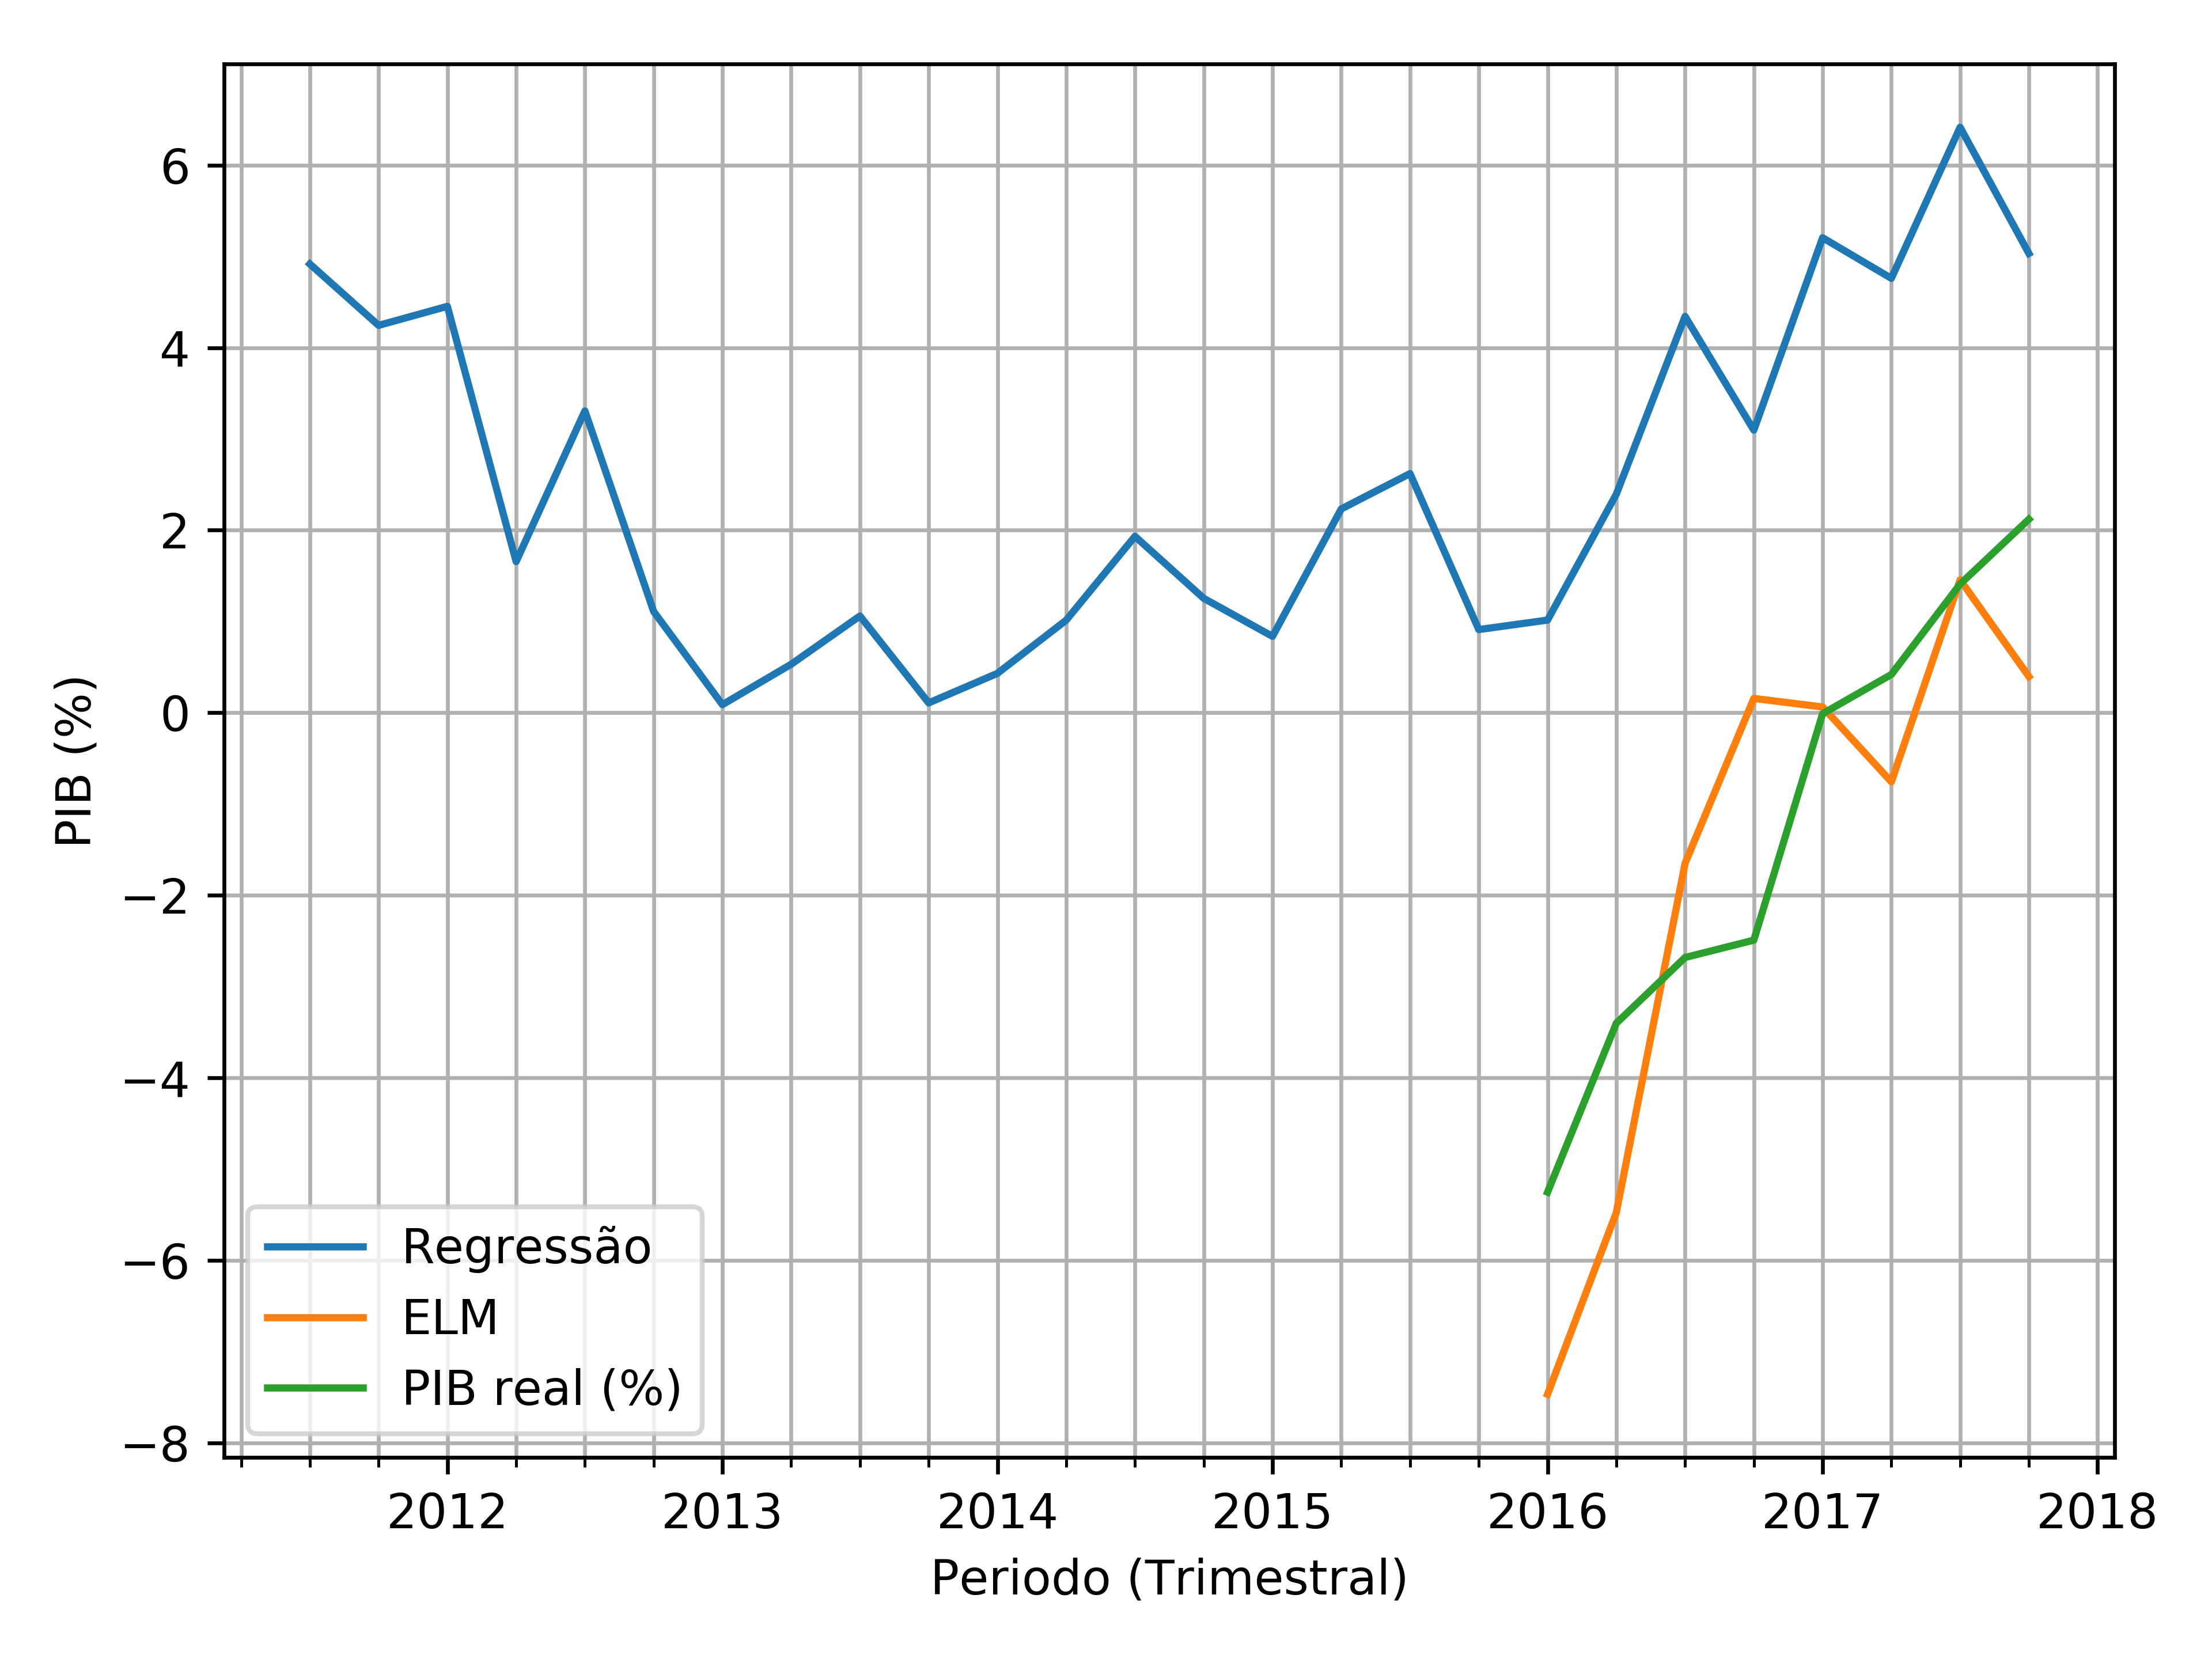 6
4
2
0
−2
−4
−6
−8
PIB (%)
Regressão
ELM
PIB real (%)
2012 2013 2014 2015 2016 2017 2018
Periodo (Trimestral)